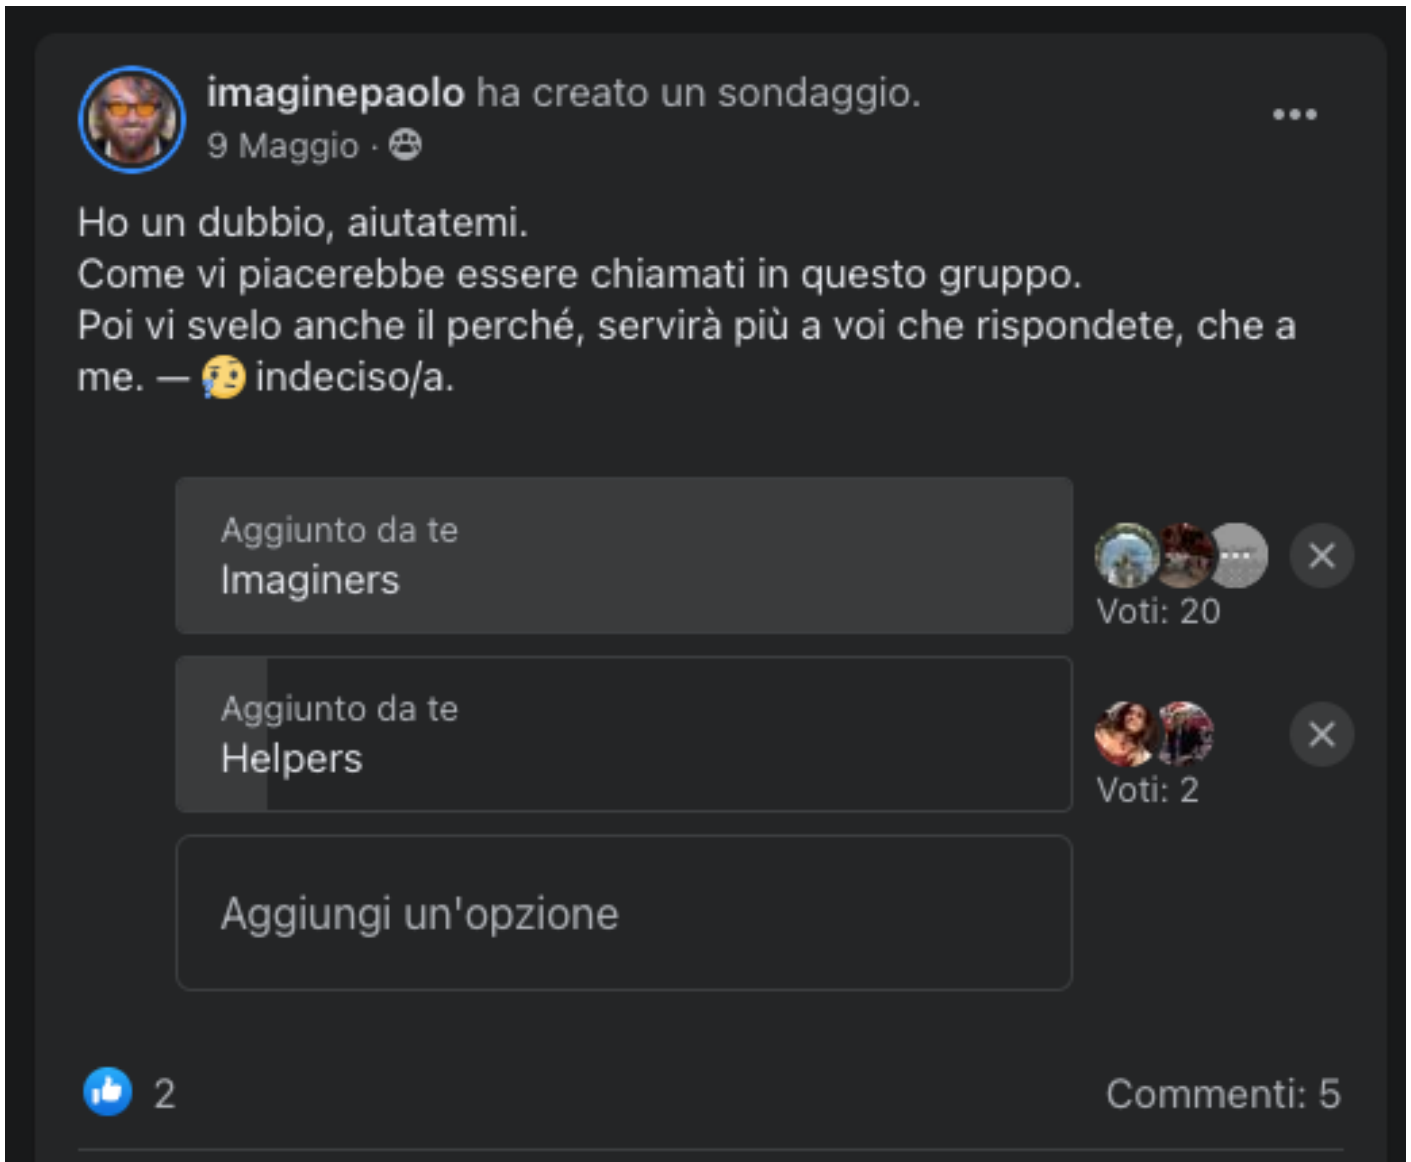 imaginepaolo ha creato un sondaggio.
9 Maggio ·
Ho un dubbio, aiutatemi.
Come vi piacerebbe essere chiamati in questo gruppo.
Poi vi svelo anche il perché, servirà più a voi che rispondete, che a
me. — 😢 indeciso/a.
Aggiunto da te
Imaginers
Voti: 20
Aggiunto da te
Helpers
Voti: 2
Aggiungi un'opzione
2
Commenti: 5